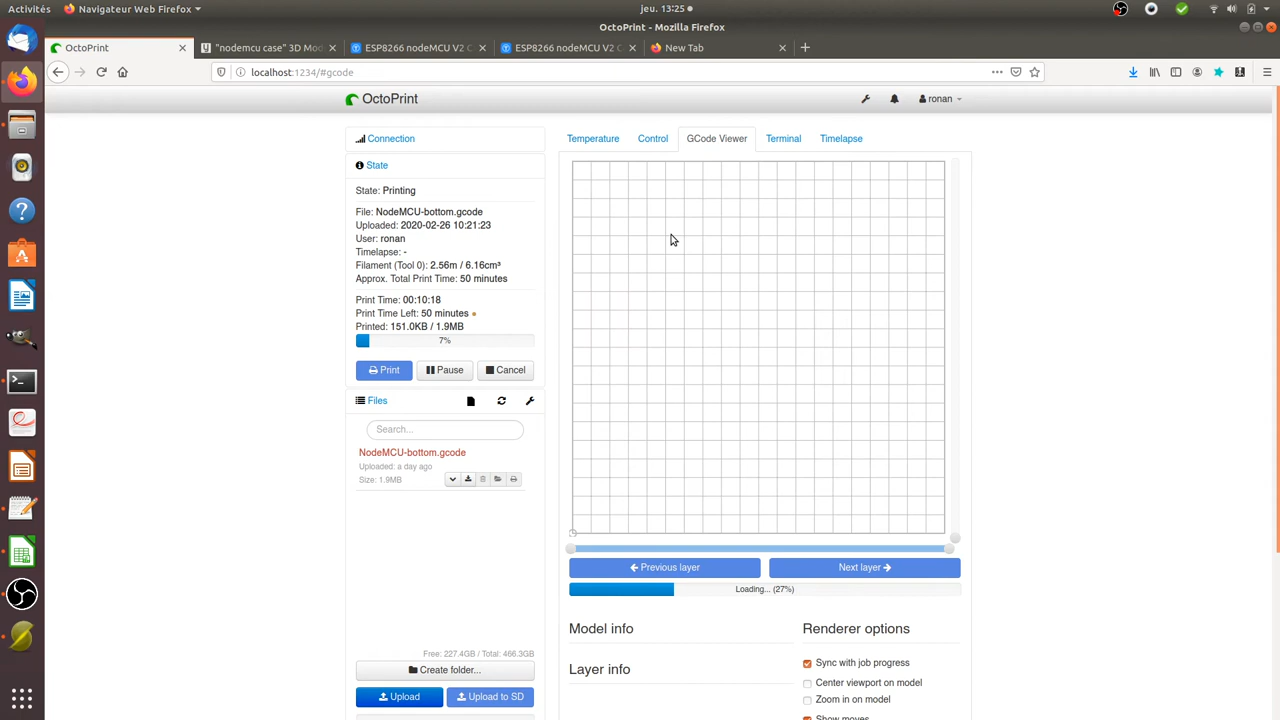 Activités
Navigateur Web Firefox
jeu. 13:25
OctoPrint - Mozilla Firefox
OctoPrint
"nodemcu case" 3D Mod
ESP8266 nodeMCU V2 C
ESP8266 nodeMCU V2 C
New Tab
localhost:1234/#gcode
OctoPrint
ronan
Connection
Temperature
Control
GCode Viewer
Terminal
Timelapse
State
State: Printing
File: NodeMCU-bottom.gcode
Uploaded: 2020-02-26 10:21:23
User: ronan
Timelapse: -
Filament (Tool 0): 2.56m / 6.16cm³
Approx. Total Print Time: 50 minutes
Print Time: 00:10:18
Print Time Left: 50 minutes
Printed: 151.0KB / 1.9MB
7%
Print
Pause
Cancel
Files
Search...
NodeMCU-bottom.gcode
Uploaded: a day ago
Size: 1.9MB
Free: 227.4GB / Total: 466.3GB
Create folder...
Upload
Upload to SD
Previous layer
Next layer
Loading... (27%)
Model info
Layer info
Renderer options
Sync with job progress
Center viewport on model
Zoom in on model
Show moves